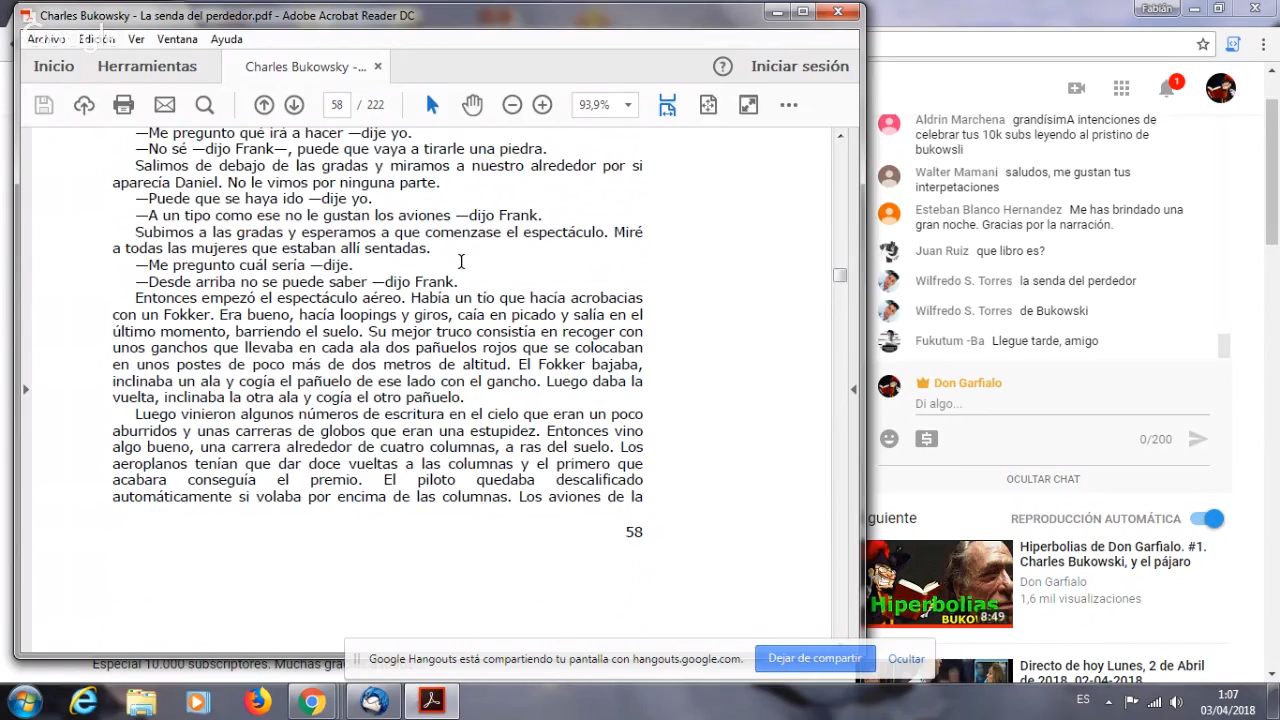 Charles Bukowsky - La senda del perdedor.pdf - Adobe Acrobat Reader DC
Fabián
Google
Archivo Edición Ver Ventana Ayuda
Inicio Herramientas Charles Bukowsky -... × Iniciar sesión
58 / 222 93,9%
—Me pregunto qué irá a hacer —dije yo.
—No sé —dijo Frank—, puede que vaya a tirarle una piedra.
Salimos de debajo de las gradas y miramos a nuestro alrededor por si
aparecía Daniel. No le vimos por ninguna parte.
—Puede que se haya ido —dije yo.
—A un tipo como ese no le gustan los aviones —dijo Frank.
Subimos a las gradas y esperamos a que comenzase el espectáculo. Miré
a todas las mujeres que estaban allí sentadas.
—Me pregunto cuál sería —dije.
—Desde arriba no se puede saber —dijo Frank.
Entonces empezó el espectáculo aéreo. Había un tío que hacía acrobacias
con un Fokker. Era bueno, hacía loopings y giros, caía en picado y salía en el
último momento, barriendo el suelo. Su mejor truco consistía en recoger con
unos ganchos que llevaba en cada ala dos pañuelos rojos que se colocaban
en unos postes de poco más de dos metros de altitud. El Fokker bajaba,
inclinaba un ala y cogía el pañuelo de ese lado con el gancho. Luego daba la
vuelta, inclinaba la otra ala y cogía el otro pañuelo.
Luego vinieron algunos números de escritura en el cielo que eran un poco
aburridos y unas carreras de globos que eran una estupidez. Entonces vino
algo bueno, una carrera alrededor de cuatro columnas, a ras del suelo. Los
aeroplanos tenían que dar doce vueltas a las columnas y el primero que
acabara conseguía el premio. El piloto quedaba descalificado
automáticamente si volaba por encima de las columnas. Los aviones de la
58
1
Aldrin Marchena grandísimA intenciones de
celebrar tus 10k subs leyendo al pristino de
bukowsli
Walter Mamani saludos, me gustan tus
interpetaciones
Esteban Blanco Hernandez Me has brindado una
gran noche. Gracias por la narración.
Juan Ruiz que libro es?
Wilfredo S. Torres la senda del perdedor
Wilfredo S. Torres de Bukowski
Fukutum -Ba Llegue tarde, amigo
Don Garfialo
Di algo...
0/200
OCULTAR CHAT
guiente REPRODUCCIÓN AUTOMÁTICA
Hiperbolias
BUKO
8:49
Hiperbolias de Don Garfialo. #1.
Charles Bukowski, y el pájaro
Don Garfialo
1,6 mil visualizaciones
Directo de hoy Lunes, 2 de Abril
de 2018. 02-04-2018
Google Hangouts está compartiendo tu pantalla con hangouts.google.com. Dejar de compartir Ocultar
Especial 10.000 subscriptores. Muchas gra
ES 1:07
03/04/2018